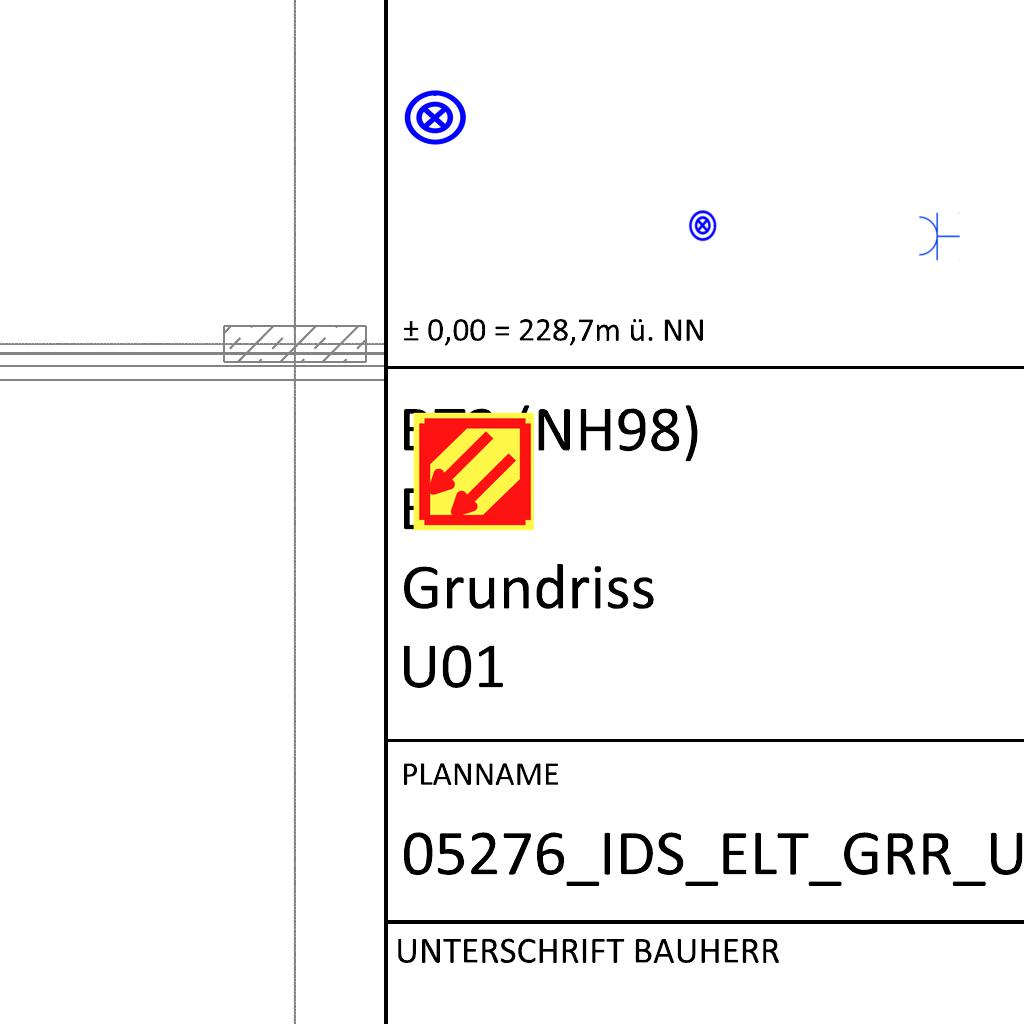 ± 0,00 = 228,7m ü. NN
(NH98)
Grundriss
U01
PLANNAME
05276_IDS_ELT_GRR_U
UNTERSCHRIFT BAUHERR